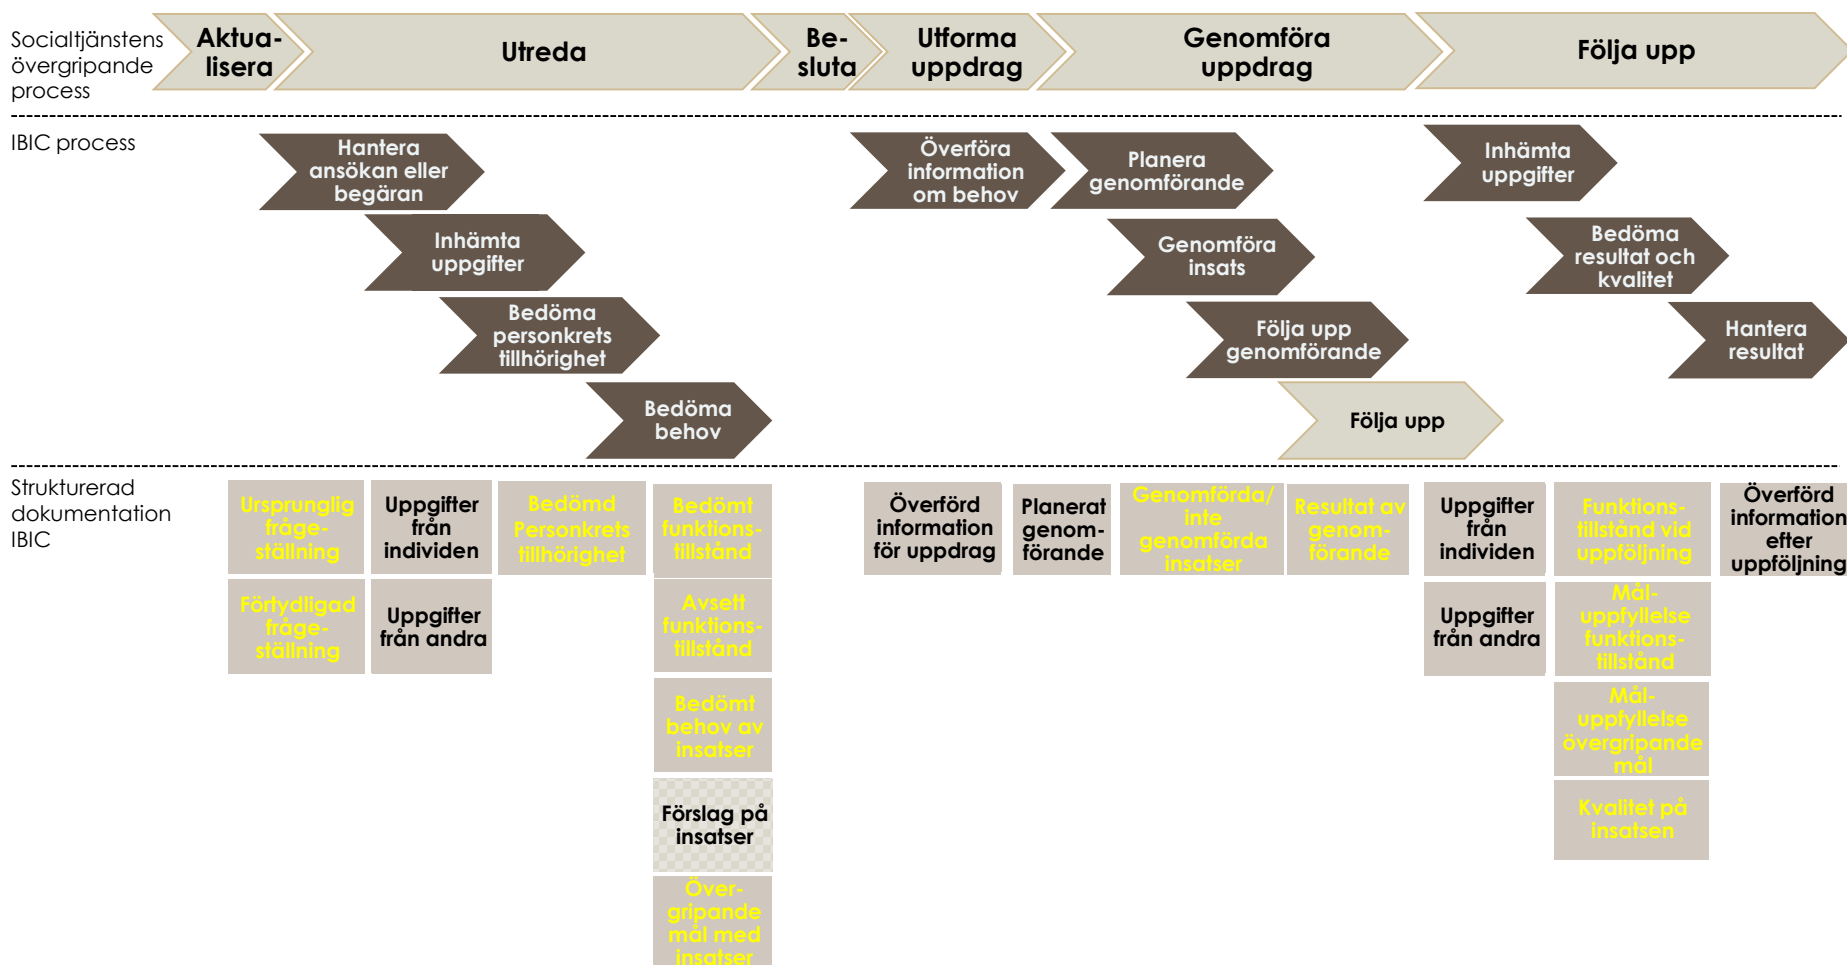 Socialtjänstens
övergripande
process
Aktua-
lisera
Utreda
Be-
sluta
Utforma
uppdrag
Genomföra
uppdrag
Följa upp
IBIC process
Hantera
ansökan eller
begäran
Inhämta
uppgifter
Bedöma
personkrets
tillhörighet
Bedöma
behov
Överföra
information
om behov
Planera
genomförande
Genomföra
insats
Följa upp
genomförande
Följa upp
Inhämta
uppgifter
Bedöma
resultat och
kvalitet
Hantera
resultat
Strukturerad
dokumentation
IBIC
Ursprunglig
fråge-
ställning
Förtydligad
fråge-
ställning
Uppgifter
från
individen
Uppgifter
från andra
Bedömd
Personkrets
tillhörighet
Bedömt
funktions-
tillstånd
Avsett
funktions-
tillstånd
Bedömt
behov av
insatser
Förslag på
insatser
Över-
gripande
mål med
insatser
Överförd
information
för uppdrag
Planerat
genom-
förande
Genomförda/
inte
genomförda
insatser
Resultat av
genom-
förande
Uppgifter
från
individen
Uppgifter
från andra
Funktions-
tillstånd vid
uppföljning
Mål-
uppfyllelse
funktions-
tillstånd
Mål-
uppfyllelse
övergripande
mål
Kvalitet på
insatsen
Överförd
information
efter
uppföljning